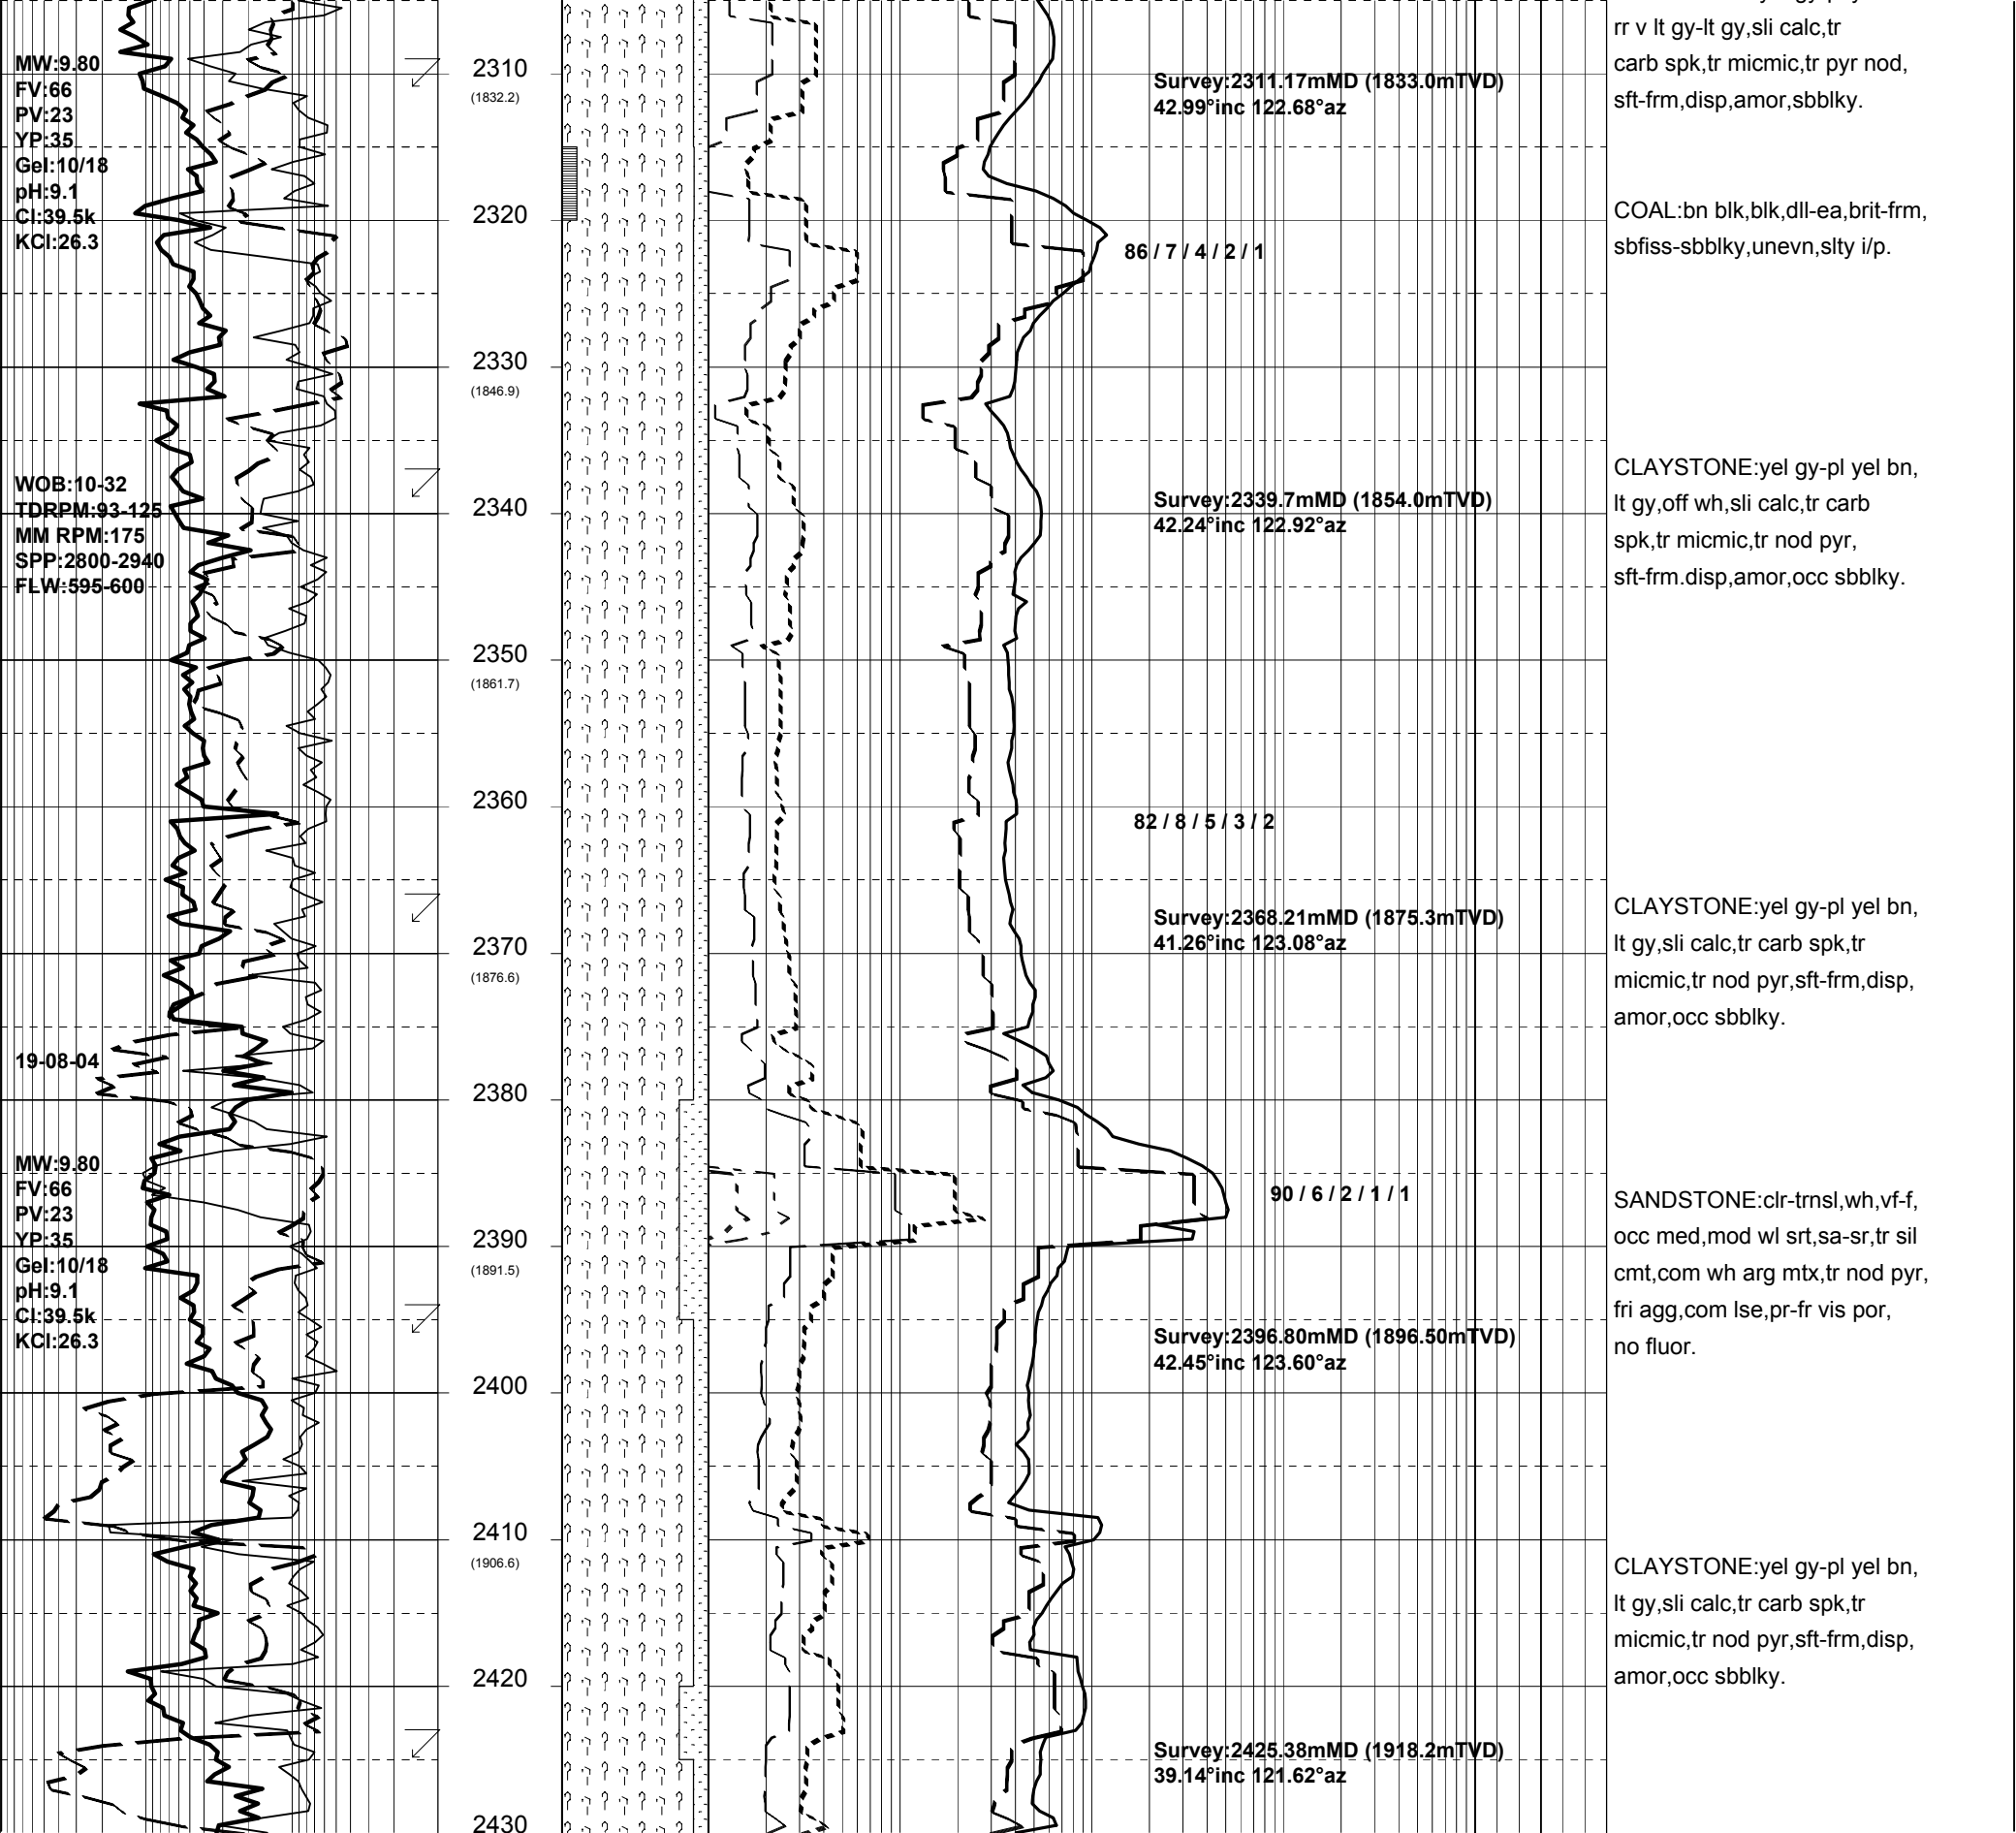 rr v lt gy-lt gy,sli calc,tr
carb spk,tr micmic,tr pyr nod,
sft-frm,disp,amor,sbblky.
MW:9.80
FV:66
PV:23
YP:35
Gel:10/18
pH:9.1
Cl:39.5k
KCl:26.3
2310
(1832.2)
Survey:2311.17mMD (1833.0mTVD)
42.99°inc 122.68°az
2320
86 / 7 / 4 / 2 / 1
COAL:bn blk,blk,dll-ea,brit-frm,
sbfiss-sbblky,unevn,slty i/p.
2330
(1846.9)
WOB:10-32
TDRPM:93-125
MM RPM:175
SPP:2800-2940
FLW:595-600
2340
Survey:2339.7mMD (1854.0mTVD)
42.24°inc 122.92°az
CLAYSTONE:yel gy-pl yel bn,
lt gy,off wh,sli calc,tr carb
spk,tr micmic,tr nod pyr,
sft-frm.disp,amor,occ sbblky.
2350
(1861.7)
2360
82 / 8 / 5 / 3 / 2
2370
(1876.6)
Survey:2368.21mMD (1875.3mTVD)
41.26°inc 123.08°az
CLAYSTONE:yel gy-pl yel bn,
lt gy,sli calc,tr carb spk,tr
micmic,tr nod pyr,sft-frm,disp,
amor,occ sbblky.
19-08-04
2380
MW:9.80
FV:66
PV:23
YP:35
Gel:10/18
pH:9.1
Cl:39.5k
KCl:26.3
2390
(1891.5)
90 / 6 / 2 / 1 / 1
SANDSTONE:clr-trnsl,wh,vf-f,
occ med,mod wl srt,sa-sr,tr sil
cmt,com wh arg mtx,tr nod pyr,
fri agg,com lse,pr-fr vis por,
no fluor.
Survey:2396.80mMD (1896.50mTVD)
42.45°inc 123.60°az
2400
2410
(1906.6)
CLAYSTONE:yel gy-pl yel bn,
lt gy,sli calc,tr carb spk,tr
micmic,tr nod pyr,sft-frm,disp,
amor,occ sbblky.
2420
Survey:2425.38mMD (1918.2mTVD)
39.14°inc 121.62°az
2430